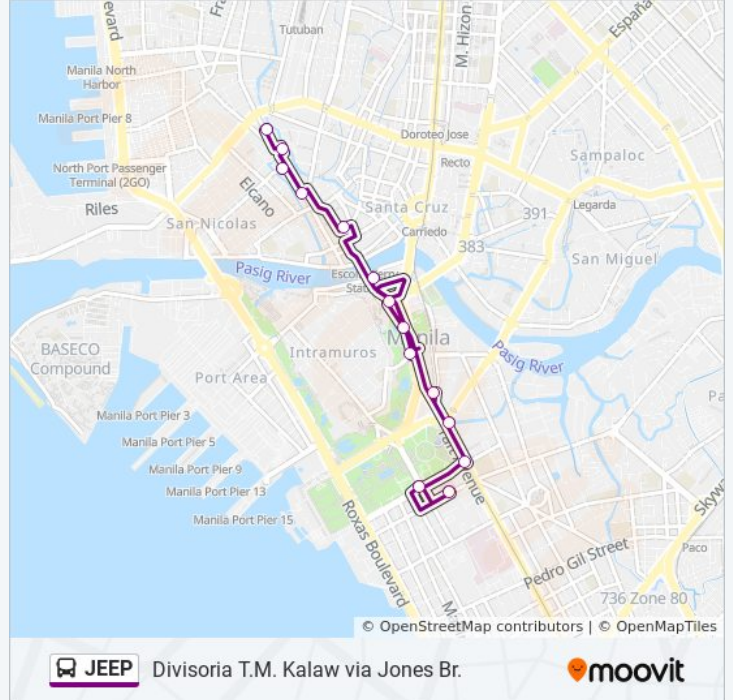 evard
Fr
Tutuban
M. Hizon
España
Manila North
Harbor
Manila Port Pier 8
Doroteo Jose
Recto
Sampaloc
North Port Passenger
Terminal (2GO)
Elcano
Riles
San Nicolas
Santa Cruz
391
Legarda
Carriedo
383
San Miguel
Pasig River
Manila
Intramuros
Pasig River
BASECO
Compound
Port Area
Pa
Manila Port Pier 3
Manila Port Pier 5
Manila Port Pier 9
Manila Port Pier 13
Manila Port Pier 15
Roxas Boulevard
Skyw
Paco
Pedro Gil Street
736 Zone 80
M
© OpenStreetMap contributors | © OpenMapTiles
JEEP Divisoria T.M. Kalaw via Jones Br.
moovit